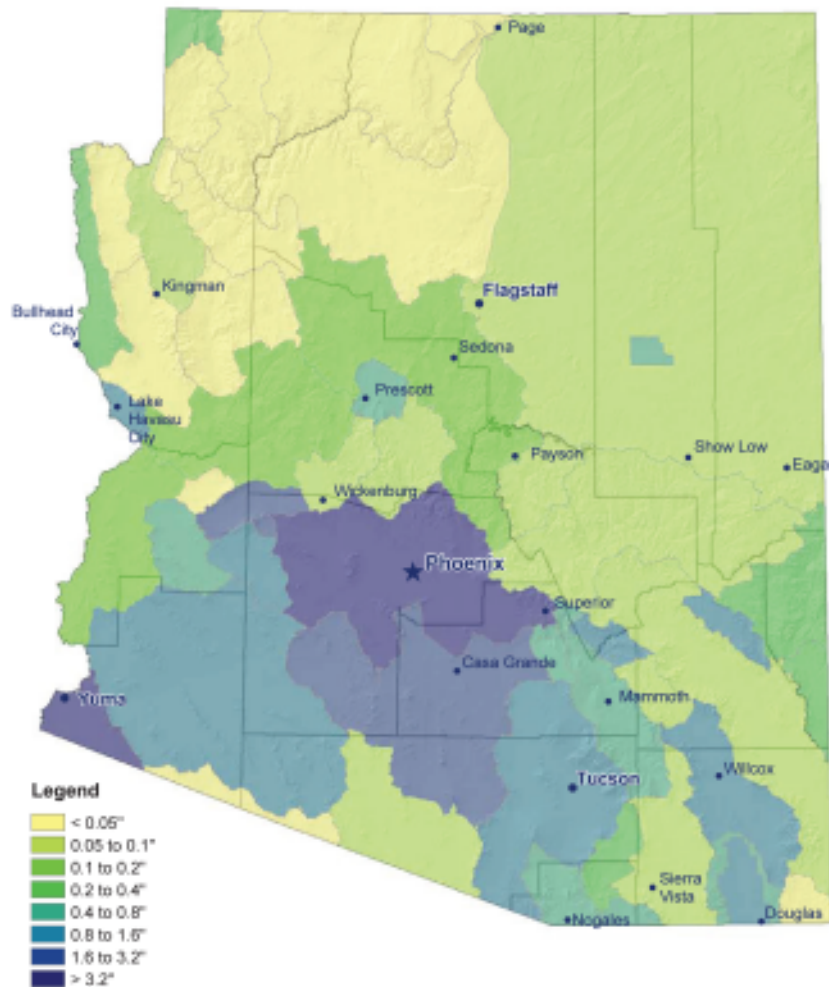 Page
Kingman
Flagstaff
Bullhead
City
Sedona
Prescott
Lake
Havasu
City
Payson
Show Low
Eaga
Wickenburg
Phoenix
Superior
Casa Grande
Yuma
Mammoth
Tucson
Willcox
Legend
< 0.05"
0.05 to 0.1"
0.1 to 0.2"
0.2 to 0.4"
0.4 to 0.8"
0.8 to 1.6"
1.6 to 3.2"
> 3.2"
Sierra
Vista
Nogales
Douglas